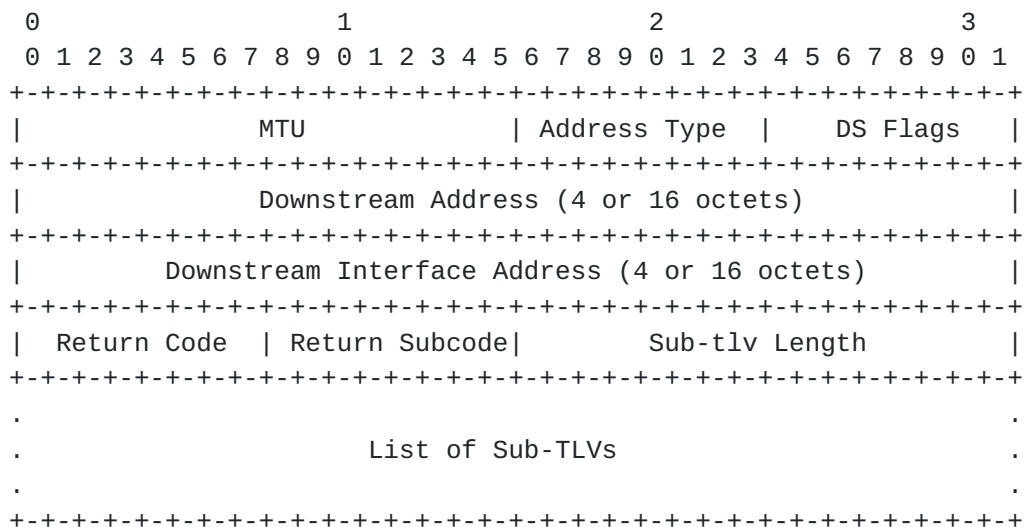 0                   1                   2                   3
 0 1 2 3 4 5 6 7 8 9 0 1 2 3 4 5 6 7 8 9 0 1 2 3 4 5 6 7 8 9 0 1
+-+-+-+-+-+-+-+-+-+-+-+-+-+-+-+-+-+-+-+-+-+-+-+-+-+-+-+-+-+-+-+-+
|               MTU             | Address Type  |    DS Flags   |
+-+-+-+-+-+-+-+-+-+-+-+-+-+-+-+-+-+-+-+-+-+-+-+-+-+-+-+-+-+-+-+-+
|               Downstream Address (4 or 16 octets)             |
+-+-+-+-+-+-+-+-+-+-+-+-+-+-+-+-+-+-+-+-+-+-+-+-+-+-+-+-+-+-+-+-+
|         Downstream Interface Address (4 or 16 octets)         |
+-+-+-+-+-+-+-+-+-+-+-+-+-+-+-+-+-+-+-+-+-+-+-+-+-+-+-+-+-+-+-+-+
|  Return Code  | Return Subcode|        Sub-tlv Length         |
+-+-+-+-+-+-+-+-+-+-+-+-+-+-+-+-+-+-+-+-+-+-+-+-+-+-+-+-+-+-+-+-+
.                                                               .
.                      List of Sub-TLVs                         .
.                                                               .
+-+-+-+-+-+-+-+-+-+-+-+-+-+-+-+-+-+-+-+-+-+-+-+-+-+-+-+-+-+-+-+-+